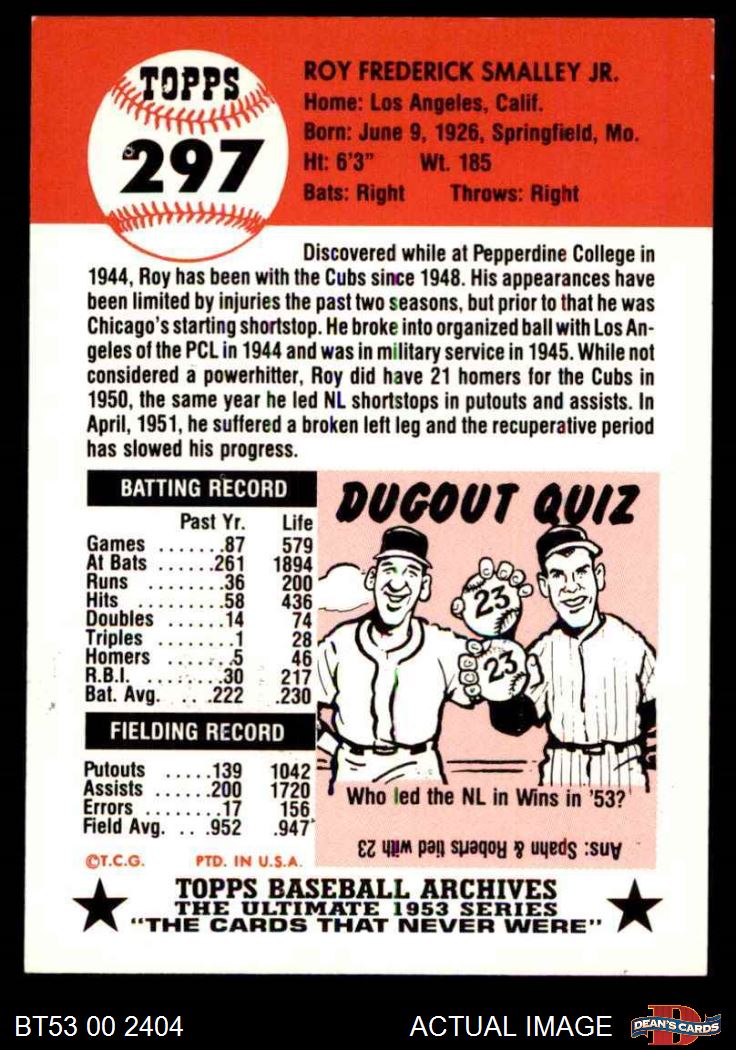 TOPPS
297
ROY FREDERICK SMALLEY JR.
Home: Los Angeles, Calif.
Born: June 9, 1926, Springfield, Mo.
Ht: 6'3" Wt. 185
Bats: Right Throws: Right
Discovered while at Pepperdine College in
1944, Roy has been with the Cubs since 1948. His appearances have
been limited by injuries the past two seasons, but prior to that he was
Chicago's starting shortstop. He broke into organized ball with Los An-
geles of the PCL in 1944 and was in military service in 1945. While not
considered a powerhitter, Roy did have 21 homers for the Cubs in
1950, the same year he led NL shortstops in putouts and assists. In
April, 1951, he suffered a broken left leg and the recuperative period
has slowed his progress.
BATTING RECORD
Past Yr. Life
Games .......87 579
At Bats ......261 1894
Runs .......36 200
Hits .........58 436
Doubles ......14 74
Triples .......1 28
Homers ......5 46
R.B.I. .......30 217
Bat. Avg. ....222 .230
FIELDING RECORD
Putouts .....139 1042
Assists .....200 1720
Errors ......17 156
Field Avg. .. .952 .947
©T.C.G. PTD. IN U.S.A.
DUGOUT QUIZ
23
23
Who led the NL in Wins in '53?
Ans: Spahn & Roberts tied with 23
TOPPS BASEBALL ARCHIVES
THE ULTIMATE 1953 SERIES
"THE CARDS THAT NEVER WERE"
BT53 00 2404 ACTUAL IMAGE
D
DEAN'S CARDS